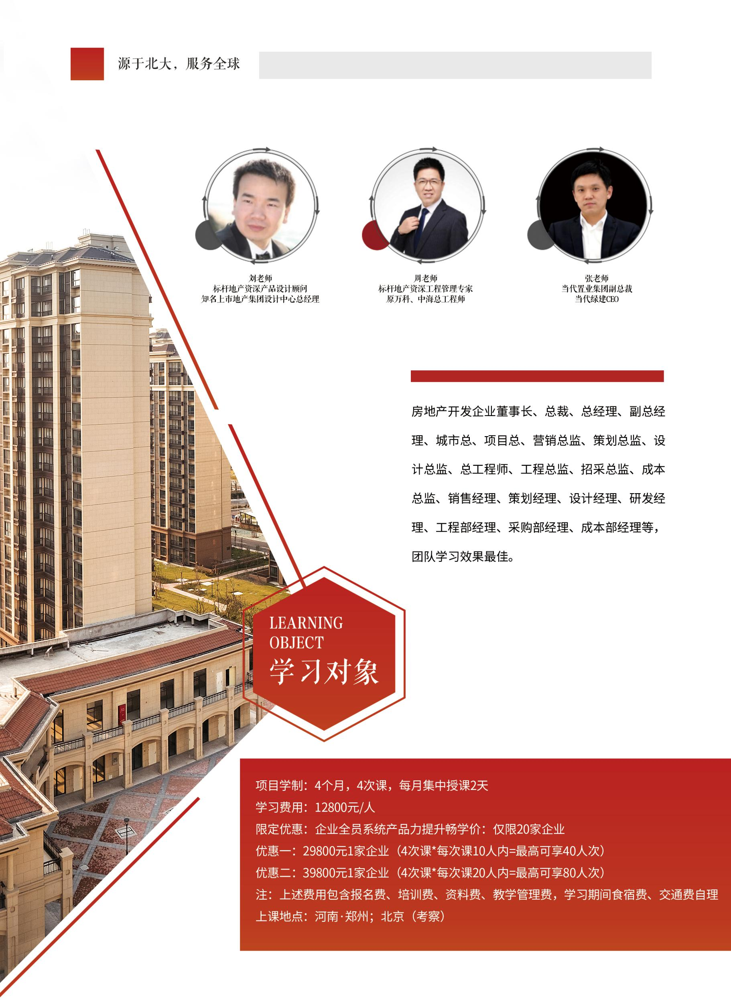 源于北大，服务全球
刘老师
标杆地产资深产品设计顾问
知名上市地产集团设计中心总经理
周老师
标杆地产资深工程管理专家
原万科、中海总工程师
张老师
当代置业集团副总裁
当代绿建CEO
房地产开发企业董事长、总裁、总经理、副总经
理、城市总、项目总、营销总监、策划总监、设
计总监、总工程师、工程总监、招采总监、成本
总监、销售经理、策划经理、设计经理、研发经
理、工程部经理、采购部经理、成本部经理等，
团队学习效果最佳。
LEARNING
OBJECT
学习对象
项目学制：4个月，4次课，每月集中授课2天
学习费用：12800元/人
限定优惠：企业全员系统产品力提升畅学价：仅限20家企业
优惠一：29800元1家企业（4次课*每次课10人内=最高可享40人次）
优惠二：39800元1家企业（4次课*每次课20人内=最高可享80人次）
注：上述费用包含报名费、培训费、资料费、教学管理费，学习期间食宿费、交通费自理
上课地点：河南·郑州；北京（考察）